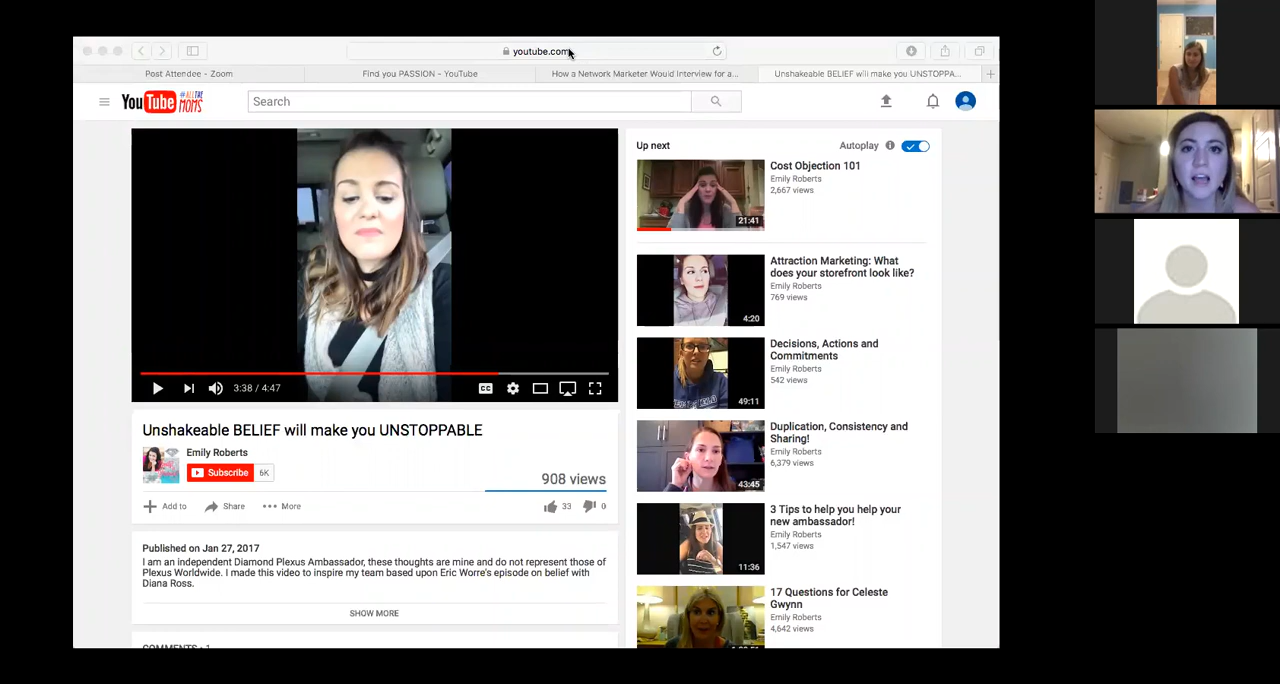 youtube.com
Post Attendee - Zoom
Find you PASSION - YouTube
How a Network Marketer Would Interview for a...
Unshakeable BELIEF will make you UNSTOPPA...
YouTube #ALL THE MOMS
Search
3:38 / 4:47
CC
Unshakeable BELIEF will make you UNSTOPPABLE
Emily Roberts
Subscribe 6K
908 views
Add to
Share
More
33
0
Published on Jan 27, 2017
I am an independent Diamond Plexus Ambassador, these thoughts are mine and do not represent those of
Plexus Worldwide. I made this video to inspire my team based upon Eric Worre's episode on belief with
Diana Ross.
SHOW MORE
COMMENTS • 1
Up next
Autoplay
21:41
Cost Objection 101
Emily Roberts
2,667 views
4:20
Attraction Marketing: What
does your storefront look like?
Emily Roberts
769 views
49:11
Decisions, Actions and
Commitments
Emily Roberts
542 views
43:45
Duplication, Consistency and
Sharing!
Emily Roberts
6,379 views
11:36
3 Tips to help you help your
new ambassador!
Emily Roberts
1,547 views
17 Questions for Celeste
Gwynn
Emily Roberts
4,642 views